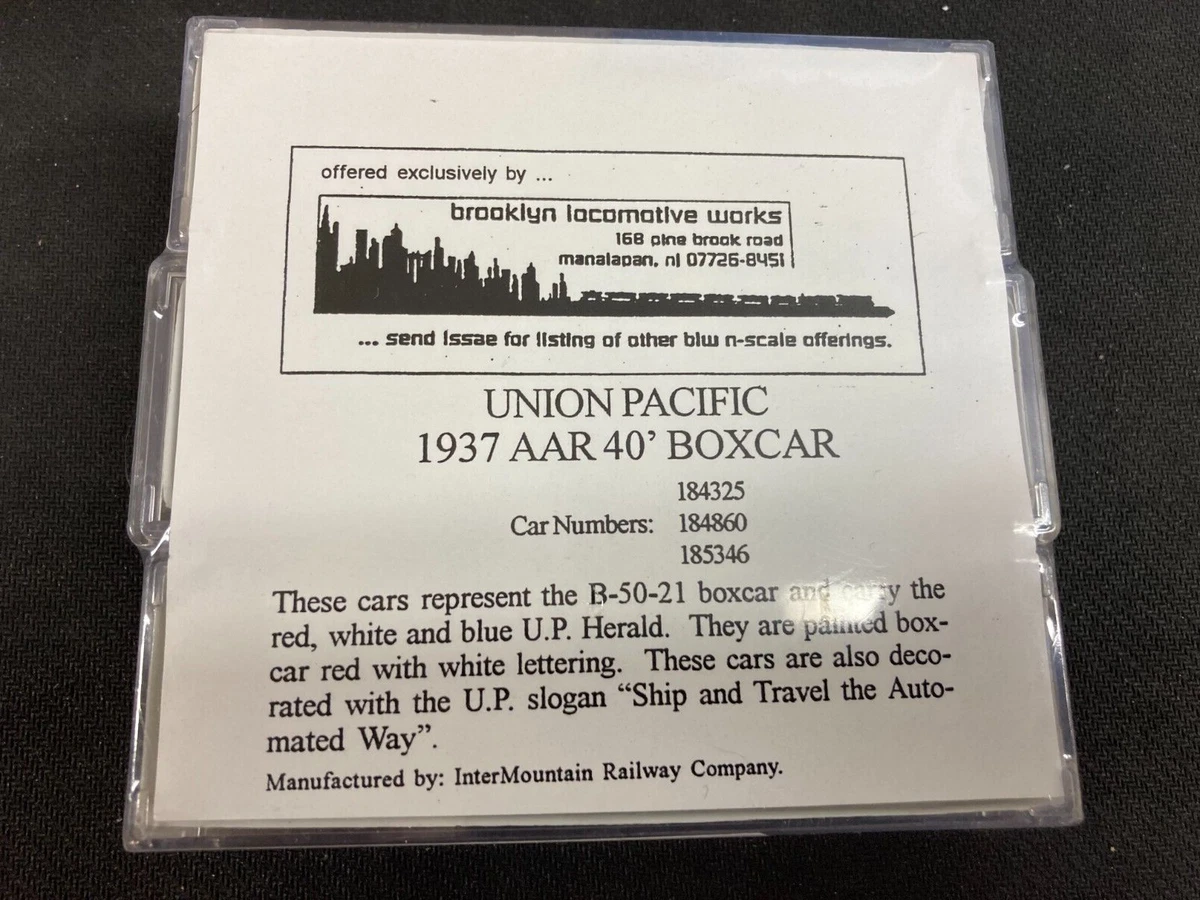 offered exclusively by ...
brooklyn locomotive works
168 pine brook road
manalapan, nj 07726-8451
... send lssae for listing of other blw n-scale offerings.
UNION PACIFIC
1937 AAR 40’ BOXCAR
184325
Car Numbers: 184860
185346
These cars represent the B-50-21 boxcar and carry the
red, white and blue U.P. Herald. They are painted box-
car red with white lettering. These cars are also deco-
rated with the U.P. slogan “Ship and Travel the Auto-
mated Way”.
Manufactured by: InterMountain Railway Company.